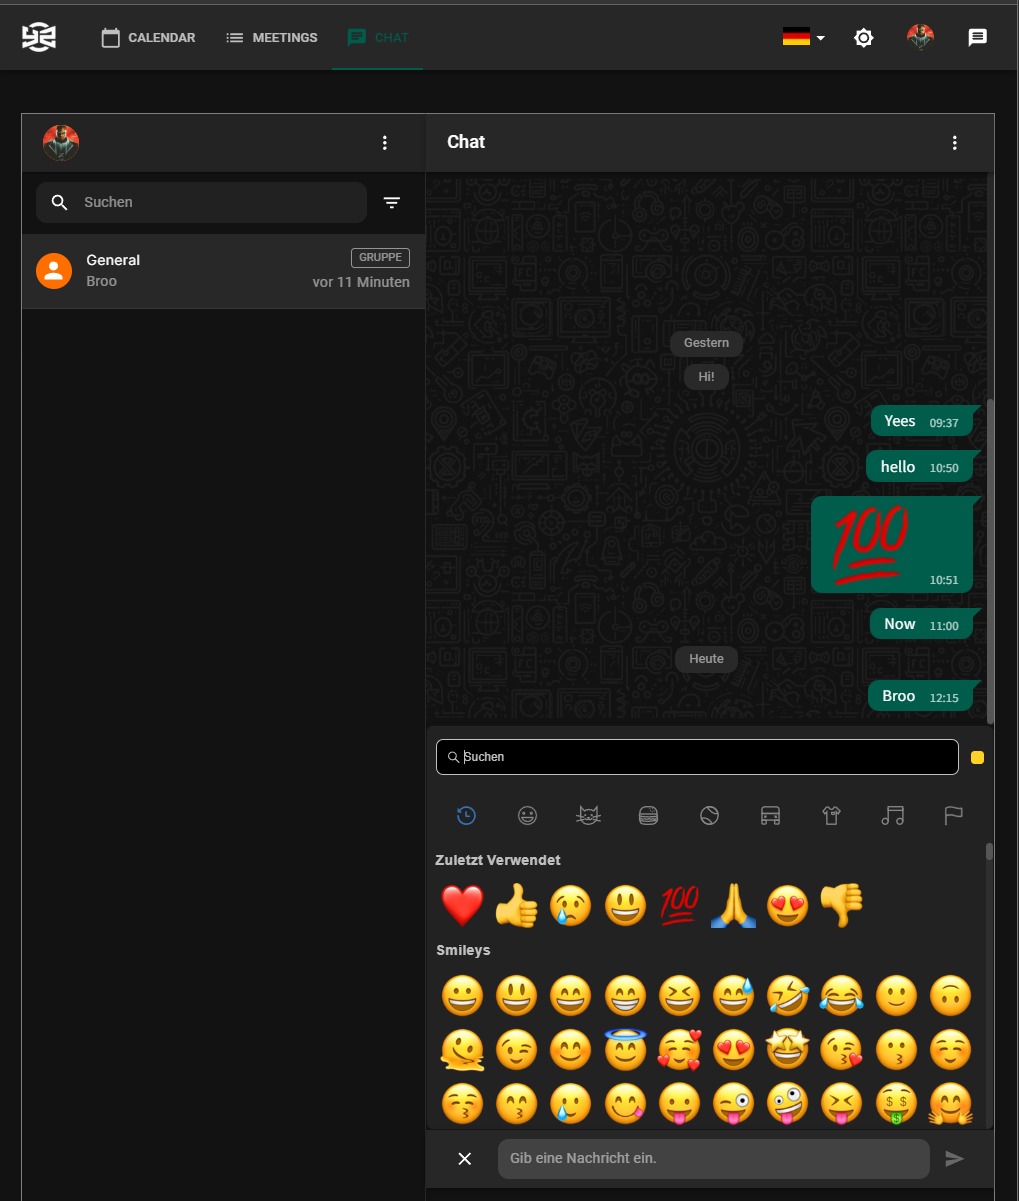 CALENDAR
MEETINGS
CHAT
Chat
Suchen
General
GRUPPE
Broo
vor 11 Minuten
Gestern
Hi!
Yees 09:37
hello 10:50
💯 10:51
Now 11:00
Heute
Broo 12:15
Suchen
Zuletzt Verwendet
Smileys
Gib eine Nachricht ein.